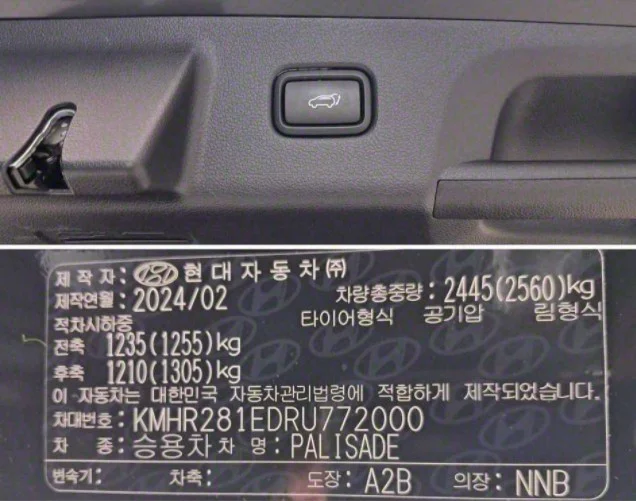 제 작 자: HYUNDAI 현대자동차㈜
제작연월: 2024/02 차량총중량: 2445(2560)kg
적차시하중 타이어형식 공기압 림형식
전축 1235(1255)kg
후축 1210(1305)kg
이 자동차는 대한민국 자동차관리법령에 적합하게 제작되었습니다.
차대번호: KMHR281EDRU772000
차 종: 승용차 차 명: PALISADE
변속기: 차축: 도장: A2B 의장: NNB